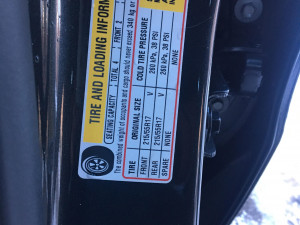 TIRE AND LOADING INFORM
SEATING CAPACITY TOTAL 4 FRONT 2
The combined weight of occupants and cargo should never exceed 340 kg or
TIRE ORIGINAL SIZE COLD TIRE PRESSURE
FRONT 215/55R17 V 260 kPa, 38 PSI
REAR 215/55R17 V 260 kPa, 38 PSI
SPARE NONE NONE